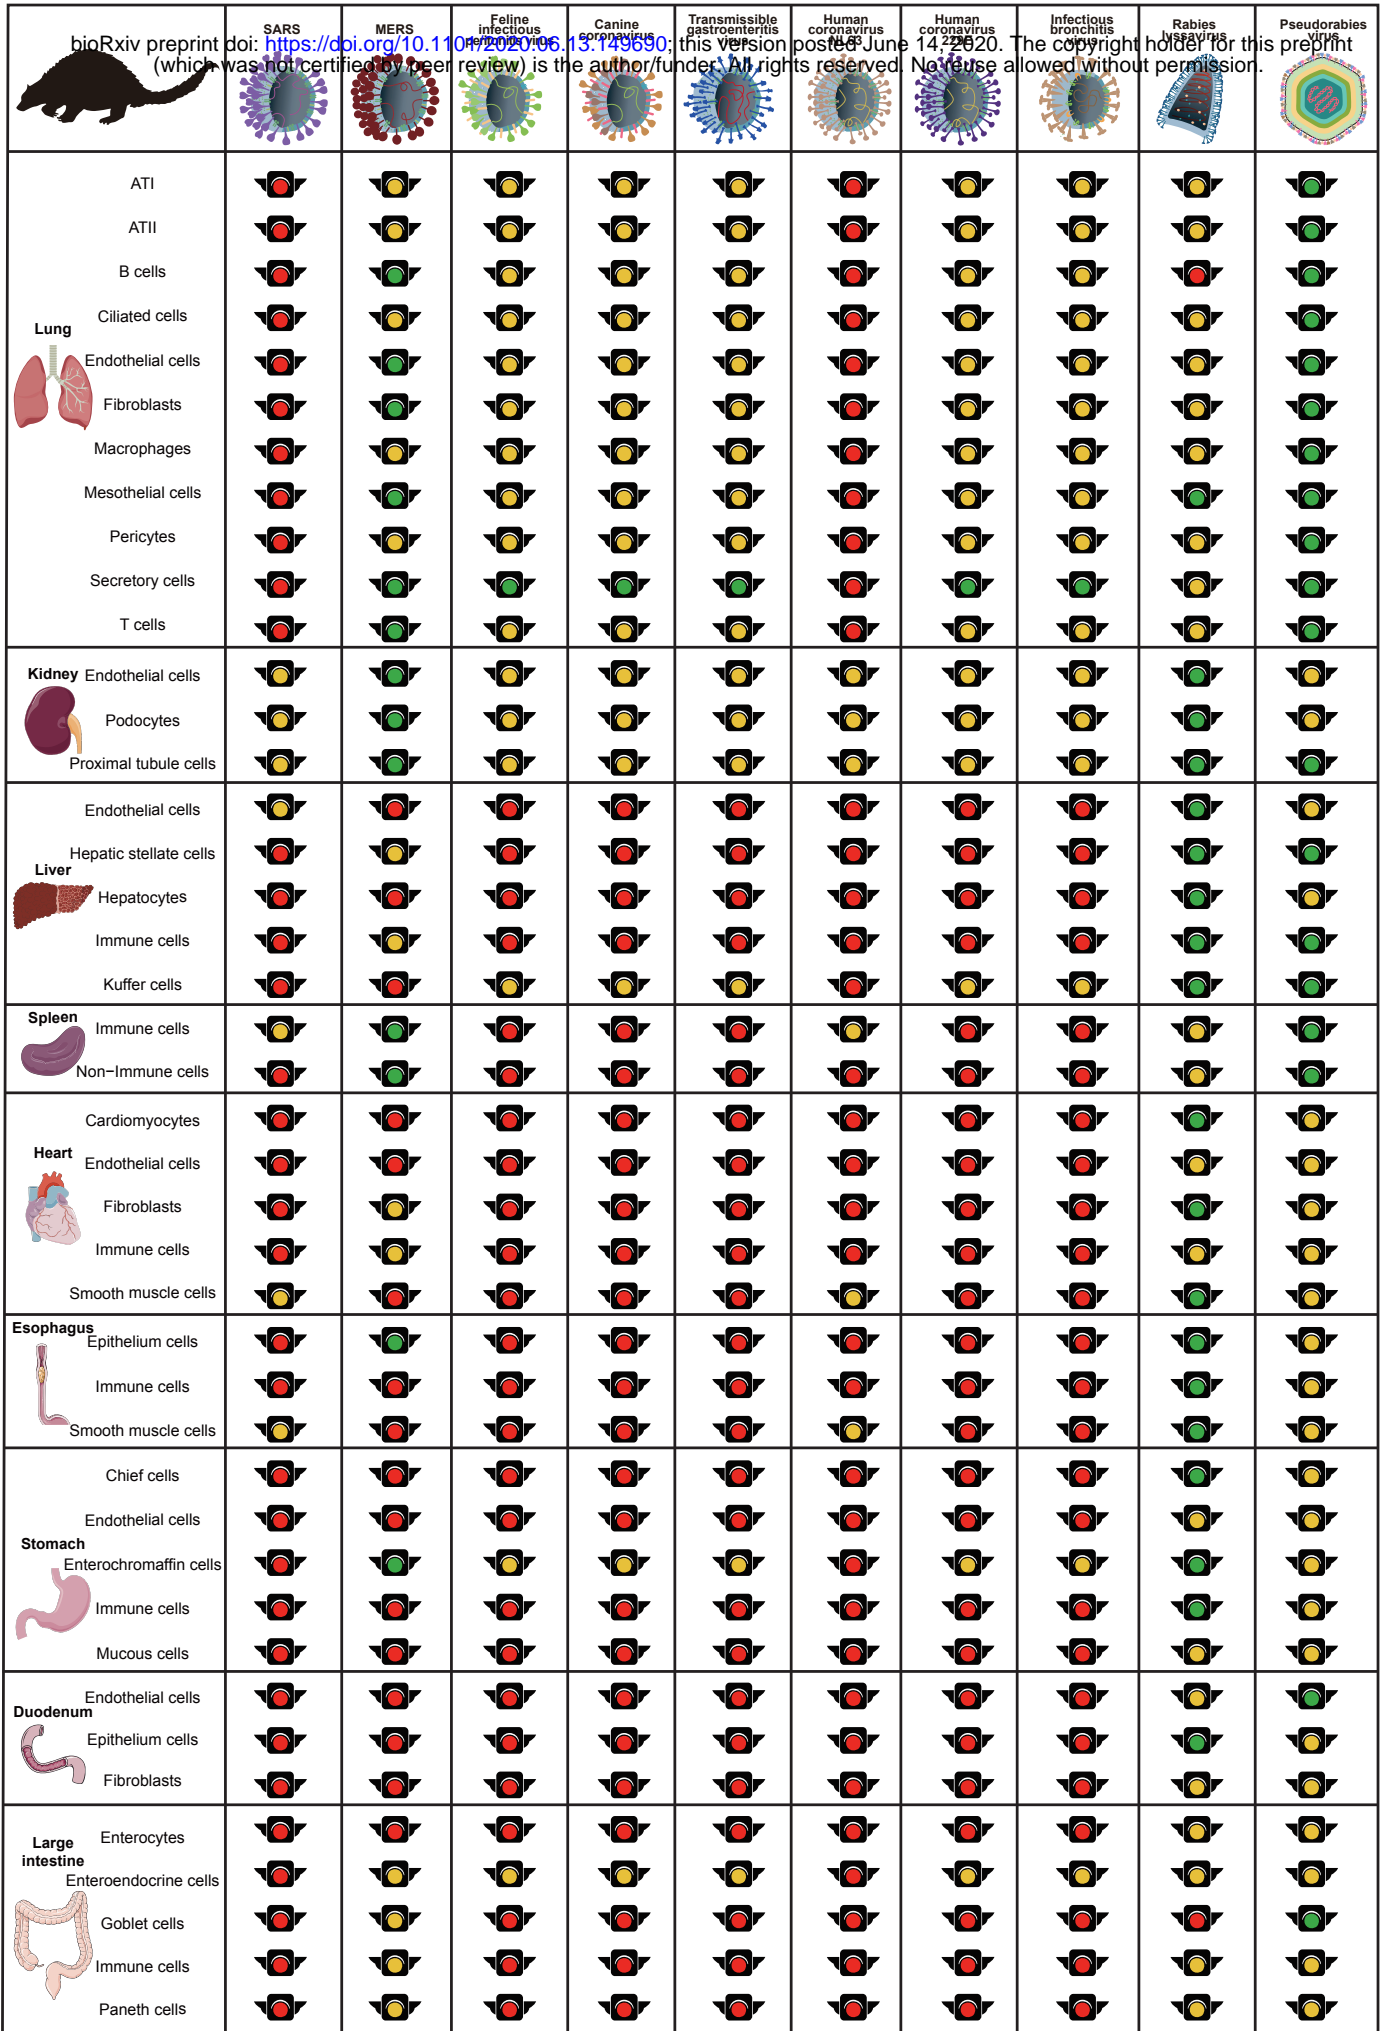 SARS
MERS
Feline
infectious
peritonitis virus
Canine
coronavirus
Transmissible
gastroenteritis
virus
Human
coronavirus
NL63
Human
coronavirus
229E
Infectious
bronchitis
virus
Rabies
lyssavirus
Pseudorabies
virus
bioRxiv preprint doi: https://doi.org/10.1101/2020.06.13.149690; this version posted June 14, 2020. The copyright holder for this preprint
(which was not certified by peer review) is the author/funder. All rights reserved. No reuse allowed without permission.
Lung
ATI
ATII
B cells
Ciliated cells
Endothelial cells
Fibroblasts
Macrophages
Mesothelial cells
Pericytes
Secretory cells
T cells
Kidney
Endothelial cells
Podocytes
Proximal tubule cells
Liver
Endothelial cells
Hepatic stellate cells
Hepatocytes
Immune cells
Kuffer cells
Spleen
Immune cells
Non−Immune cells
Heart
Cardiomyocytes
Endothelial cells
Fibroblasts
Immune cells
Smooth muscle cells
Esophagus
Epithelium cells
Immune cells
Smooth muscle cells
Stomach
Chief cells
Endothelial cells
Enterochromaffin cells
Immune cells
Mucous cells
Duodenum
Endothelial cells
Epithelium cells
Fibroblasts
Large
intestine
Enterocytes
Enteroendocrine cells
Goblet cells
Immune cells
Paneth cells